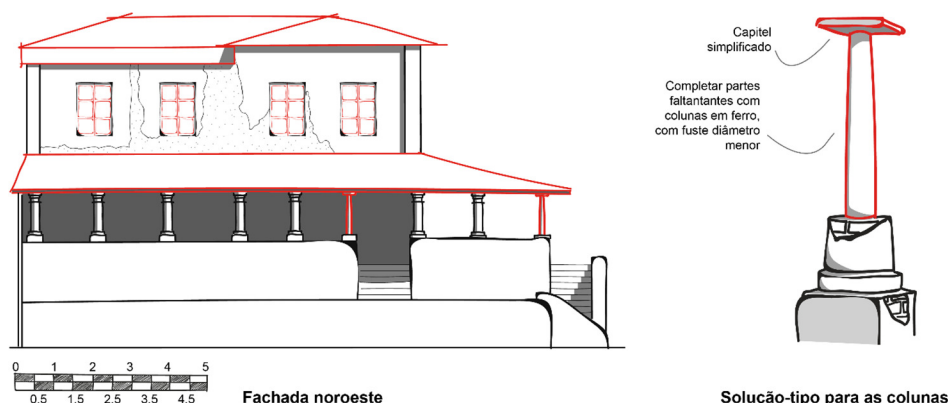 Capitel
simplificado
Completar partes
faltantantes com
colunas em ferro,
com fuste diâmetro
menor
0 1 2 3 4 5
0.5 1.5 2.5 3.5 4.5
Fachada noroeste
Solução-tipo para as colunas